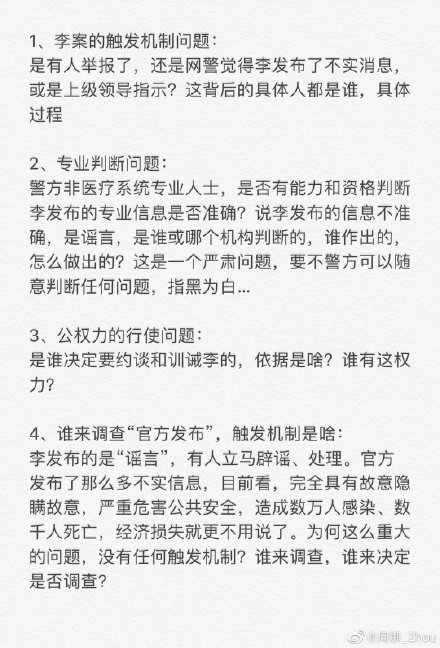 1、李案的触发机制问题：
是有人举报了，还是网警觉得李发布了不实消息，
或是上级领导指示？这背后的具体人都是谁，具体
过程
2、专业判断问题：
警方非医疗系统专业人士，是否有能力和资格判断
李发布的专业信息是否准确？说李发布的信息不准
确，是谣言，是谁或哪个机构判断的，谁作出的，
怎么做出的？这是一个严肃问题，要不警方可以随
意判断任何问题，指黑为白...
3、公权力的行使问题：
是谁决定要约谈和训诫李的，依据是啥？谁有这权
力？
4、谁来调查“官方发布”，触发机制是啥：
李发布的是“谣言”，有人立马辟谣、处理。官方
发布了那么多不实信息，目前看，完全具有故意隐
瞒故意，严重危害公共安全，造成数万人感染、数
千人死亡，经济损失就更不用说了。为何这么重大
的问题，没有任何触发机制？谁来调查，谁来决定
是否调查？
_Zhou